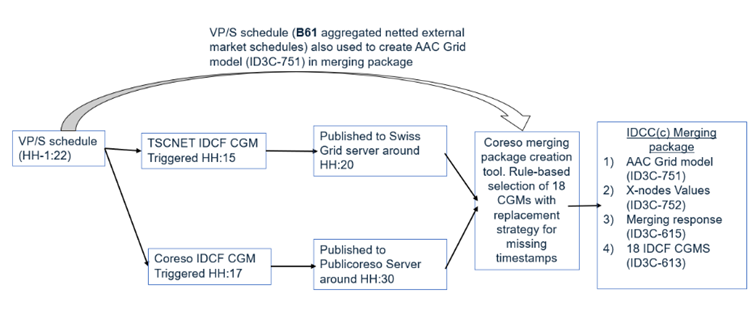 VP/S schedule (B61 aggregated netted external
market schedules) also used to create AAC Grid
model (ID3C-751) in merging package
VP/S schedule
(HH-1:22)
TSCNET IDCF CGM
Triggered HH:15
Published to Swiss
Grid server around
HH:20
Coreso IDCF CGM
Triggered HH:17
Published to
Publicoreso Server
around HH:30
Coreso merging
package creation
tool. Rule-based
selection of 18
CGMs with
replacement
strategy for
missing
timestamps
IDCC(c) Merging
package
1) AAC Grid model
(ID3C-751)
2) X-nodes Values
(ID3C-752)
3) Merging response
(ID3C-615)
4) 18 IDCF CGMS
(ID3C-613)